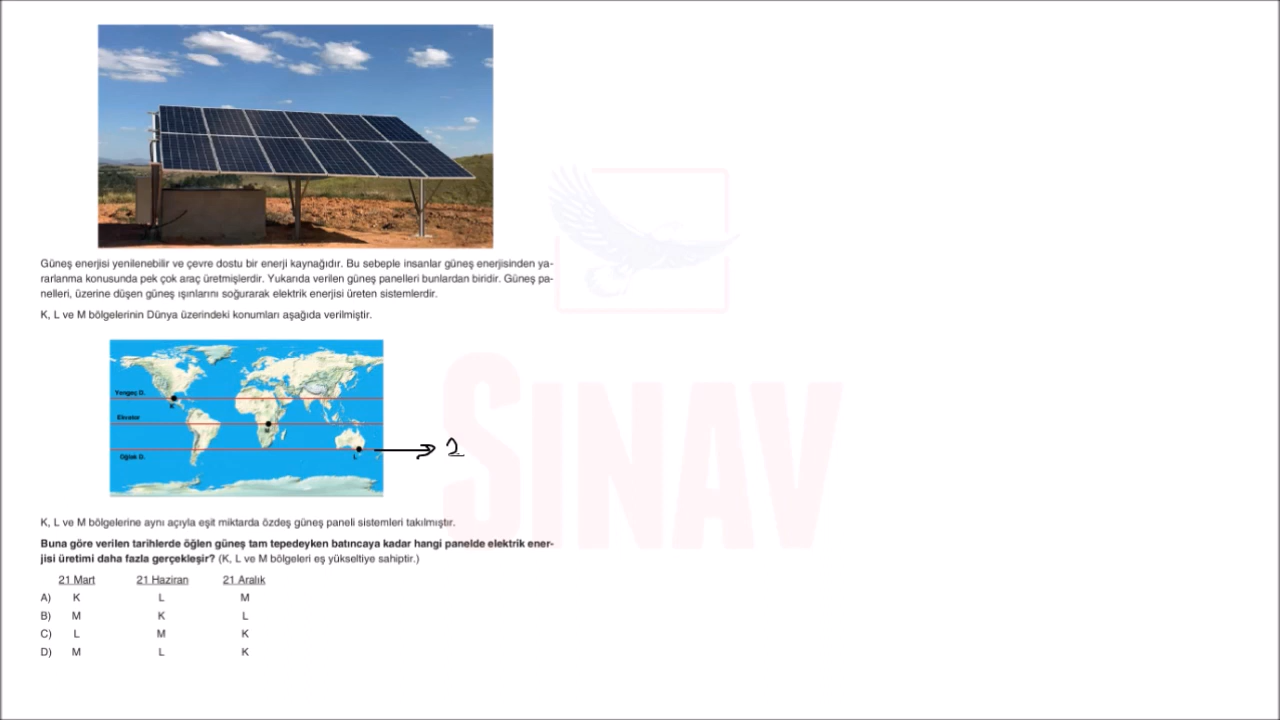 Güneş enerjisi yenilenebilir ve çevre dostu bir enerji kaynağıdır. Bu sebeple insanlar güneş enerjisinden ya-
rarlanma konusunda pek çok araç üretmişlerdir. Yukarıda verilen güneş panelleri bunlardan biridir. Güneş pa-
nelleri, üzerine düşen güneş ışınlarını soğurarak elektrik enerjisi üreten sistemlerdir.
K, L ve M bölgelerinin Dünya üzerindeki konumları aşağıda verilmiştir.
Yengeç D.
K
Ekvator
M
Oğlak D.
L
2
SINAV
K, L ve M bölgelerine aynı açıyla eşit miktarda özdeş güneş paneli sistemleri takılmıştır.
Buna göre verilen tarihlerde öğlen güneş tam tepedeyken batıncaya kadar hangi panelde elektrik ener-
jisi üretimi daha fazla gerçekleşir? (K, L ve M bölgeleri eş yükseltiye sahiptir.)
21 Mart 21 Haziran 21 Aralık
A) K L M
B) M K L
C) L M K
D) M L K